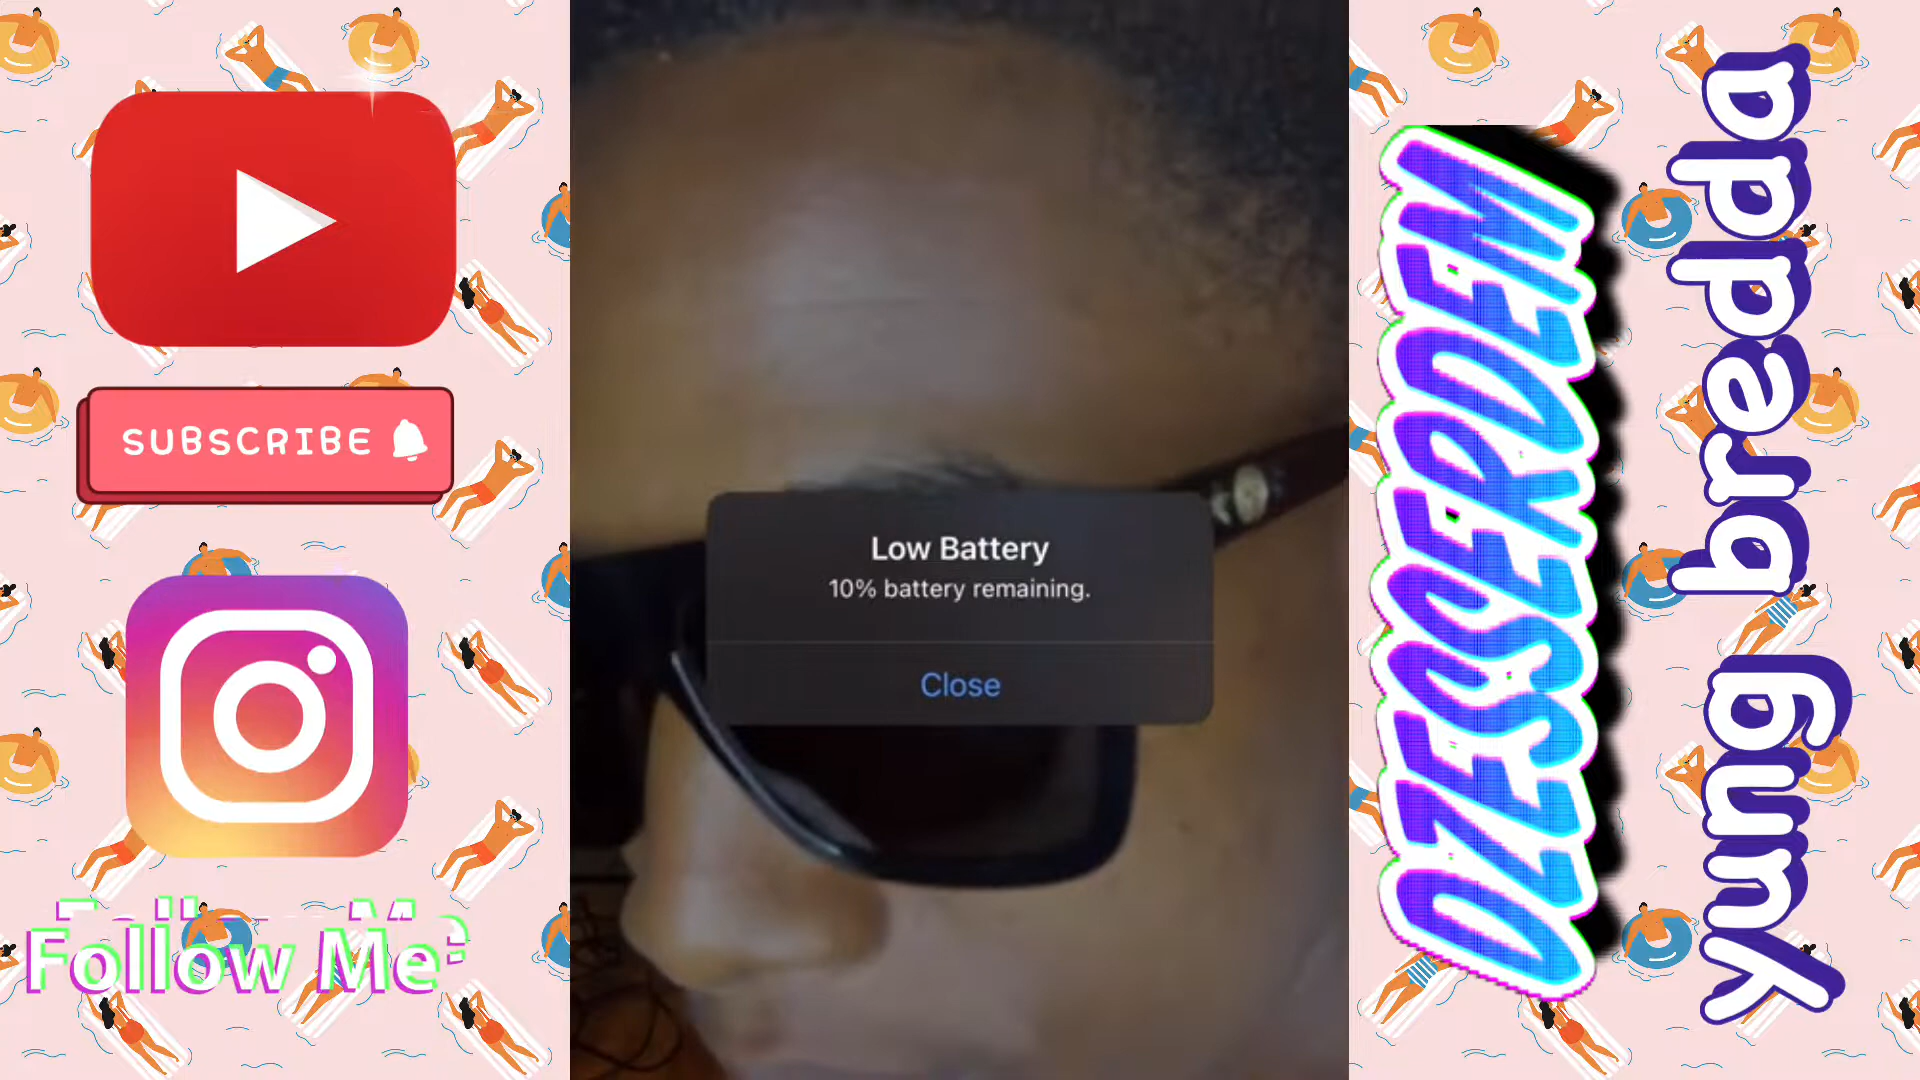 SUBSCRIBE
Follow Me
Low Battery
10% battery remaining.
Close
DZESSERDEM
yung bredda